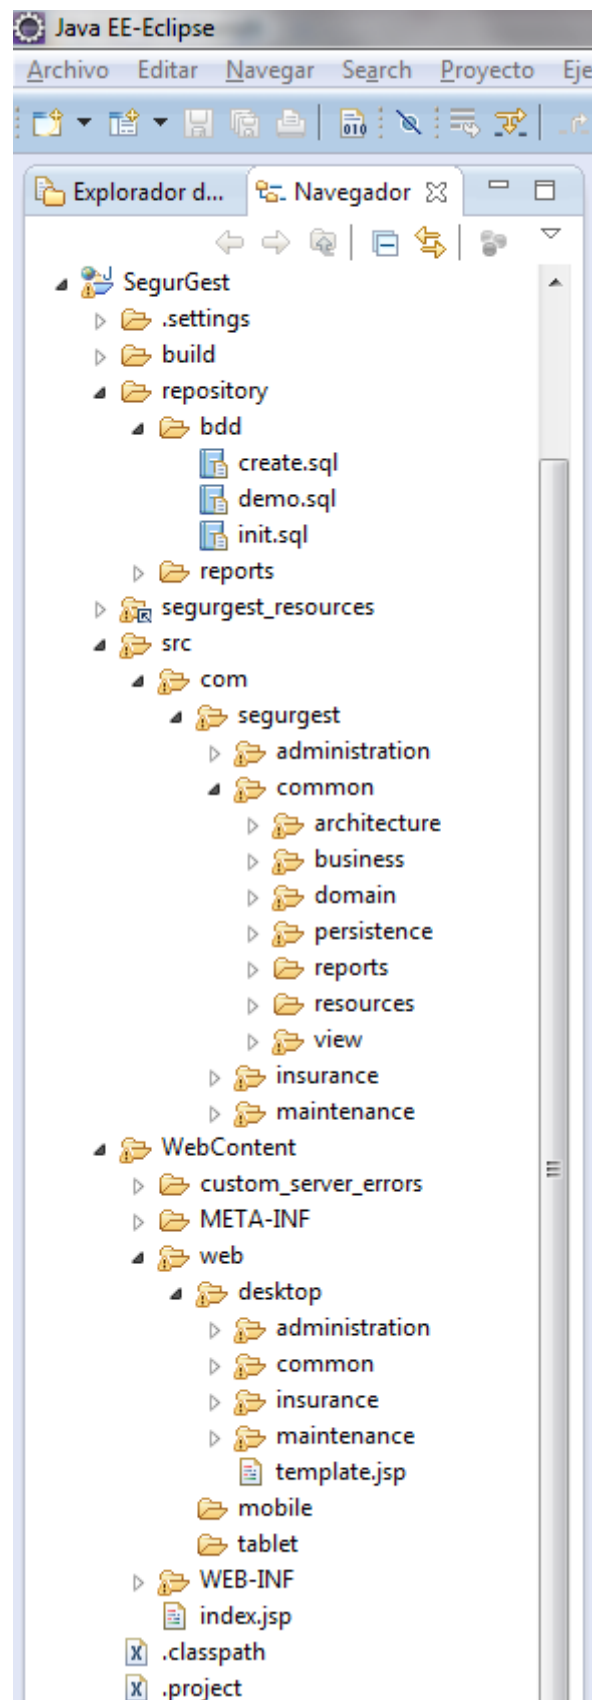 Java EE-Eclipse
Archivo Editar Navegar Search Proyecto Eje
010
Explorador d... Navegador
SegurGest
.settings
build
repository
bdd
create.sql
demo.sql
init.sql
reports
segurgest_resources
src
com
segurgest
administration
common
architecture
business
domain
persistence
reports
resources
view
insurance
maintenance
WebContent
custom_server_errors
META-INF
web
desktop
administration
common
insurance
maintenance
template.jsp
mobile
tablet
WEB-INF
index.jsp
.classpath
.project